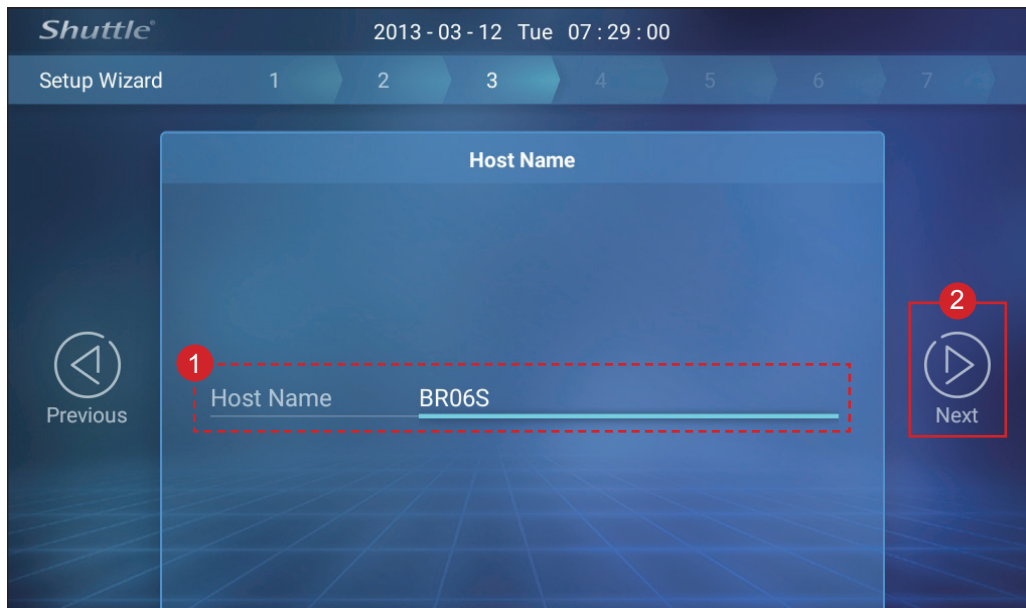 Shuttle® 2013 - 03 - 12 Tue 07 : 29 : 00
Setup Wizard 1 2 3 4 5 6 7
Host Name
2
1
Host Name BR06S
Previous
Next